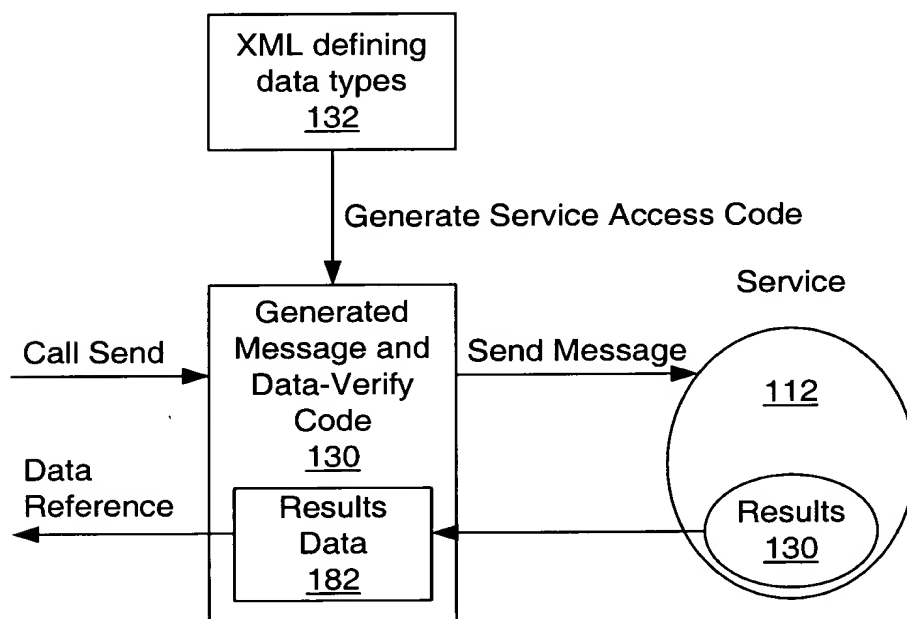 XML defining
data types
132
Generate Service Access Code
Service
Generated
Message and
Data-Verify
Code
130
Call Send
Send Message
112
Data
Reference
Results
Data
182
Results
130